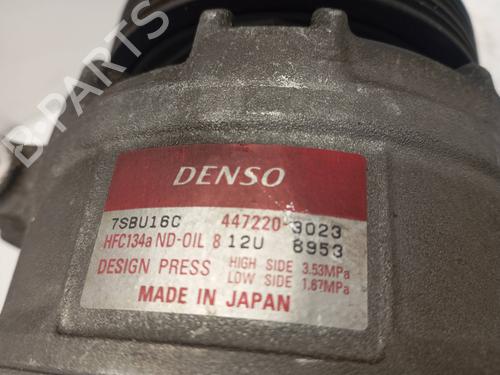 B-PARTS
DENSO
7SBU16C 447220-3023
HFC134a ND-OIL 8 12U 8953
DESIGN PRESS HIGH SIDE 3.53MPa
LOW SIDE 1.67MPa
MADE IN JAPAN